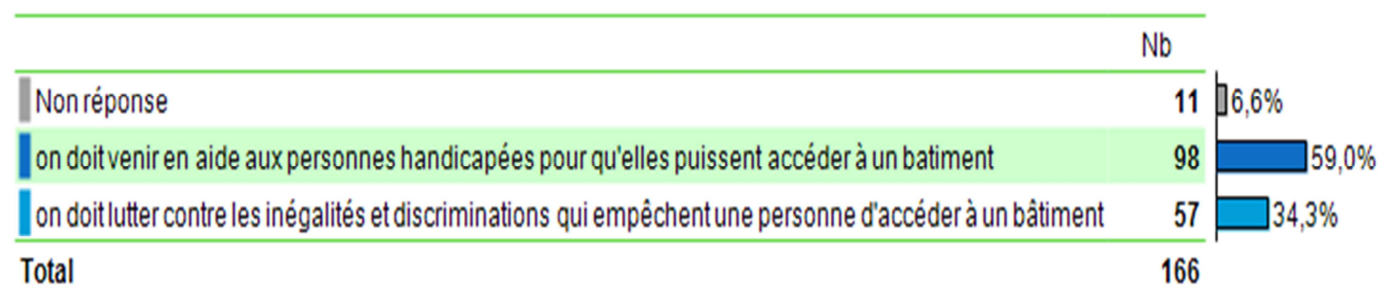 Nb
Non réponse 11 6,6%
on doit venir en aide aux personnes handicapées pour qu'elles puissent accéder à un batiment 98 59,0%
on doit lutter contre les inégalités et discriminations qui empêchent une personne d'accéder à un bâtiment 57 34,3%
Total 166